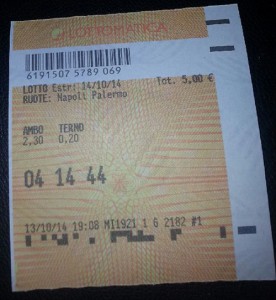 LOTTOMATICA
6191507 5789 069
LOTTO Estr: 14/10/14 Tot. 5,00 €
RUOTE: Napoli Palermo
AMBO TERNO
2,30 0,20
04 14 44
13/10/14 19:08 MI1921 1 G 2182 #1